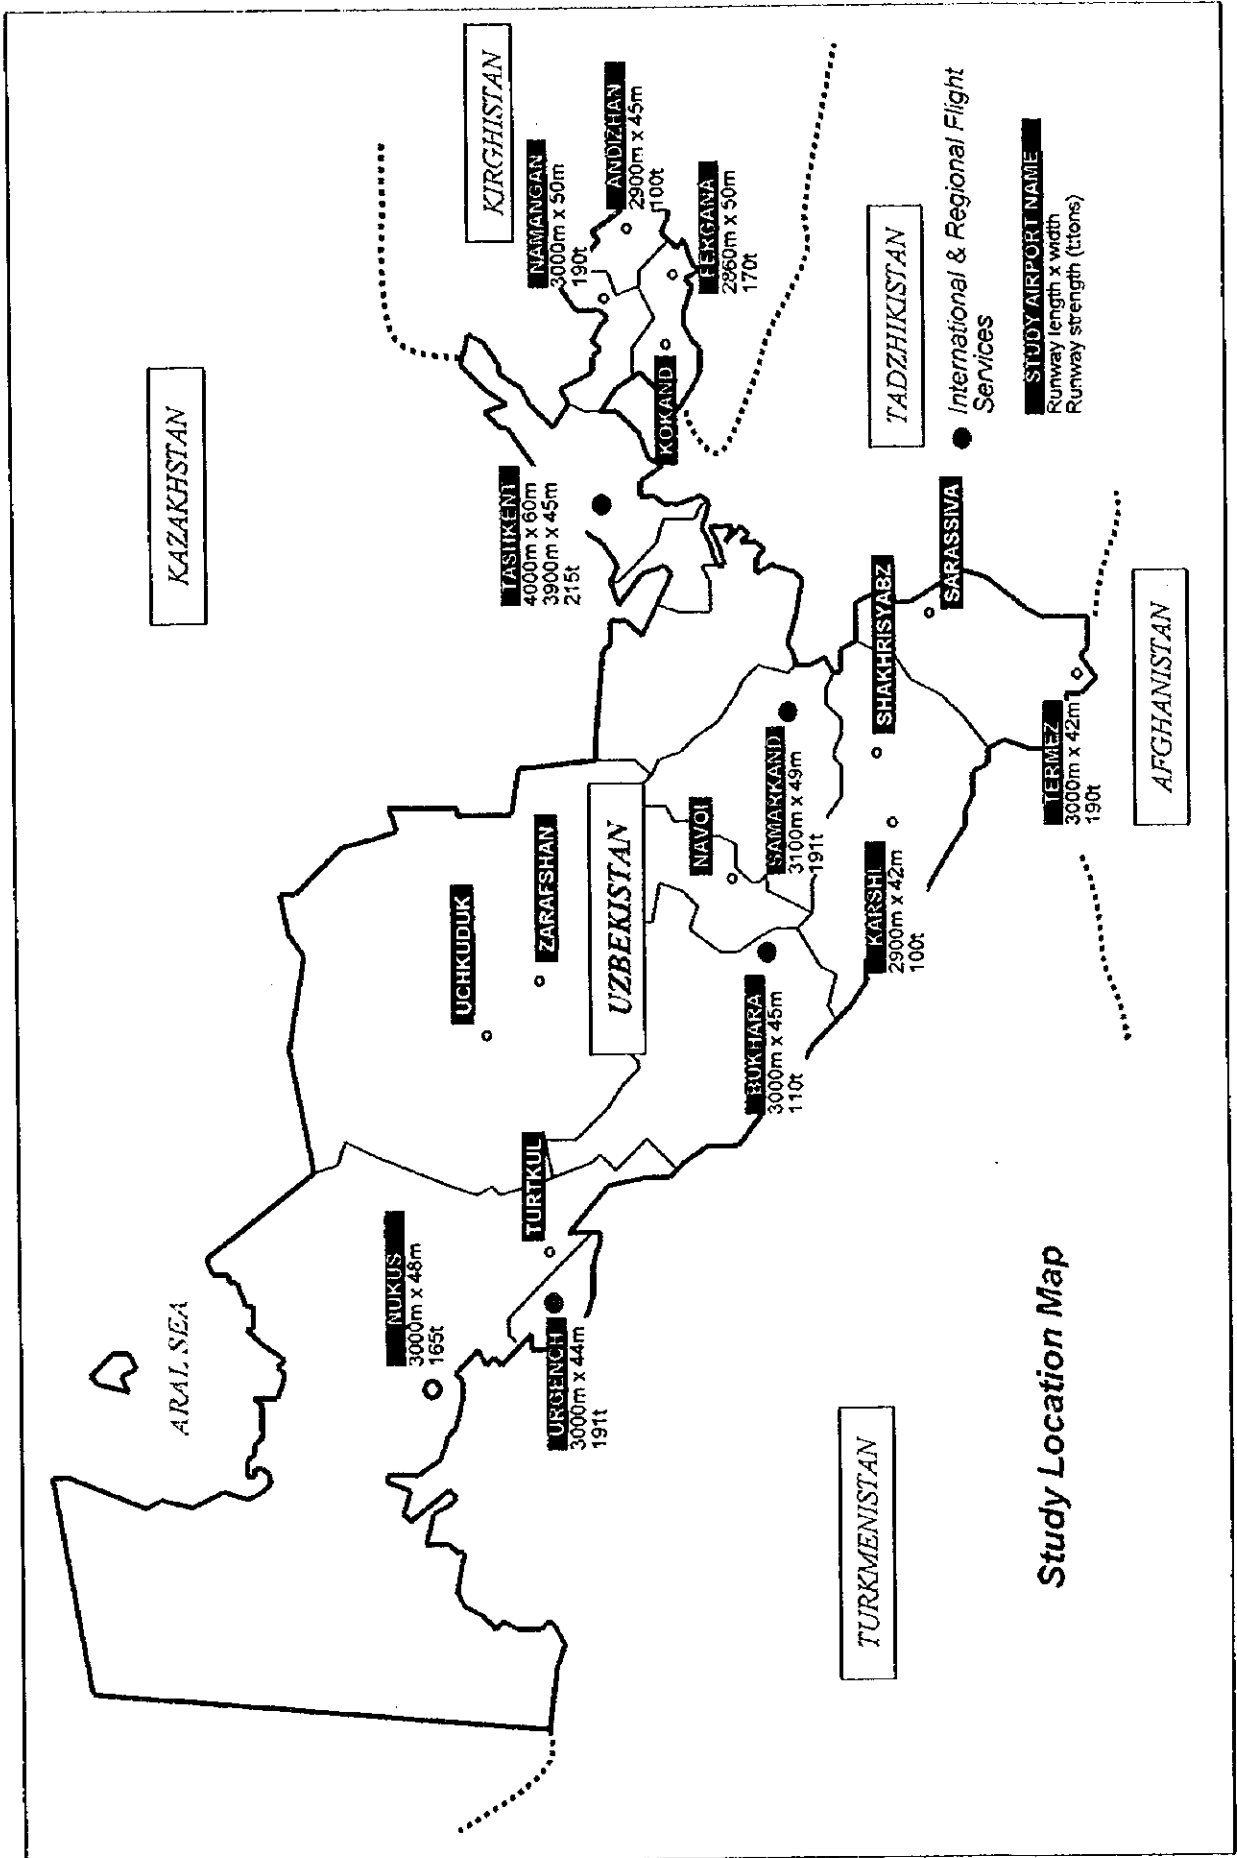 KAZAKHSTAN
KIRGHISTAN
ARAL SEA
NAMANGAN
3000m x 50m
190t
ANDIZHAN
2900m x 45m
100t
TASHKENT
4000m x 60m
3900m x 45m
215t
NUKUS
3000m x 48m
165t
UCHKUDUK
ZARAFSHAN
TURTKUL
URGENCH
3000m x 44m
191t
UZBEKISTAN
KOKAND
FERGANA
2860m x 50m
170t
NAVOI
SAMARKAND
3100m x 49m
191t
BUKHARA
3000m x 45m
110t
KARSHI
2900m x 42m
100t
SHAKHRISYABZ
SARASSIVA
TERMEZ
3000m x 42m
190t
TADZHIKISTAN
TURKMENISTAN
AFGHANISTAN
International & Regional Flight
Services
STUDY AIRPORT NAME
Runway length x width
Runway strength (t:tons)
Study Location Map